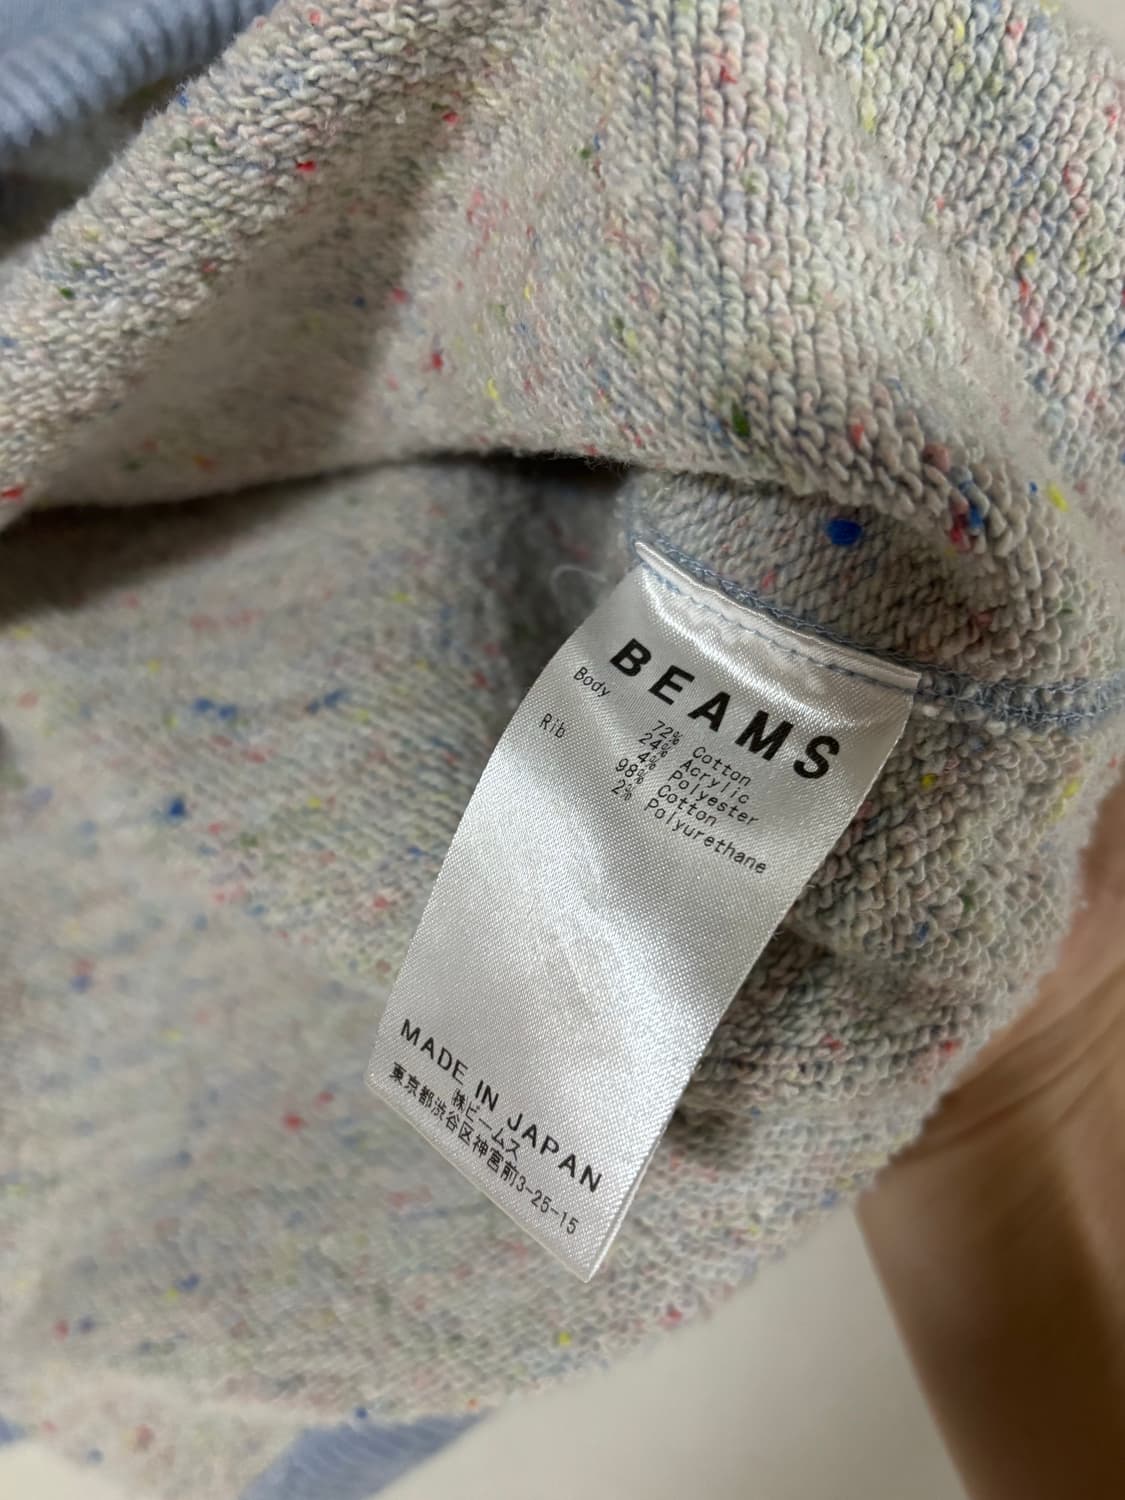 BEAMS
Body 72% Cotton
24% Acrylic
4% Polyester
Rib 98% Cotton
2% Polyurethane
MADE IN JAPAN
㈱ビームス
東京都渋谷区神宮前3-25-15